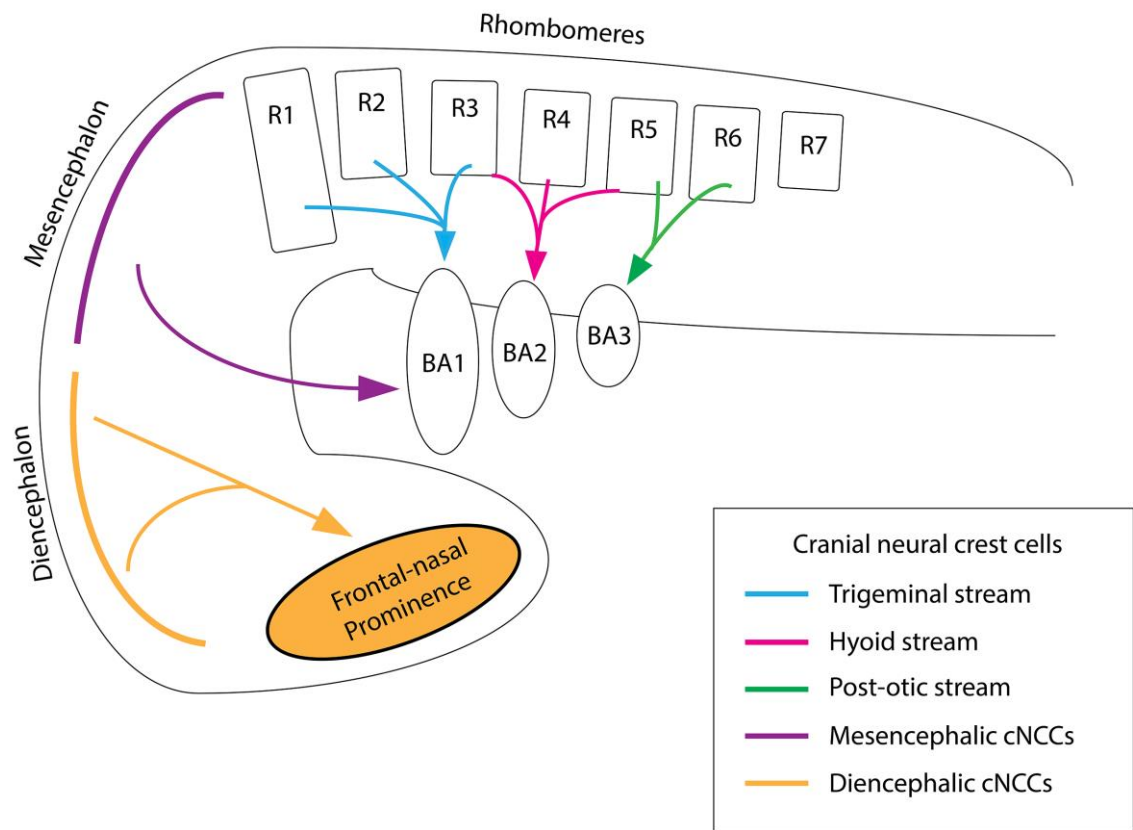 Rhombomeres
R1
R2
R3
R4
R5
R6
R7
Mesencephalon
BA1
BA2
BA3
Diencephalon
Frontal-nasal
Prominence
Cranial neural crest cells
Trigeminal stream
Hyoid stream
Post-otic stream
Mesencephalic cNCCs
Diencephalic cNCCs